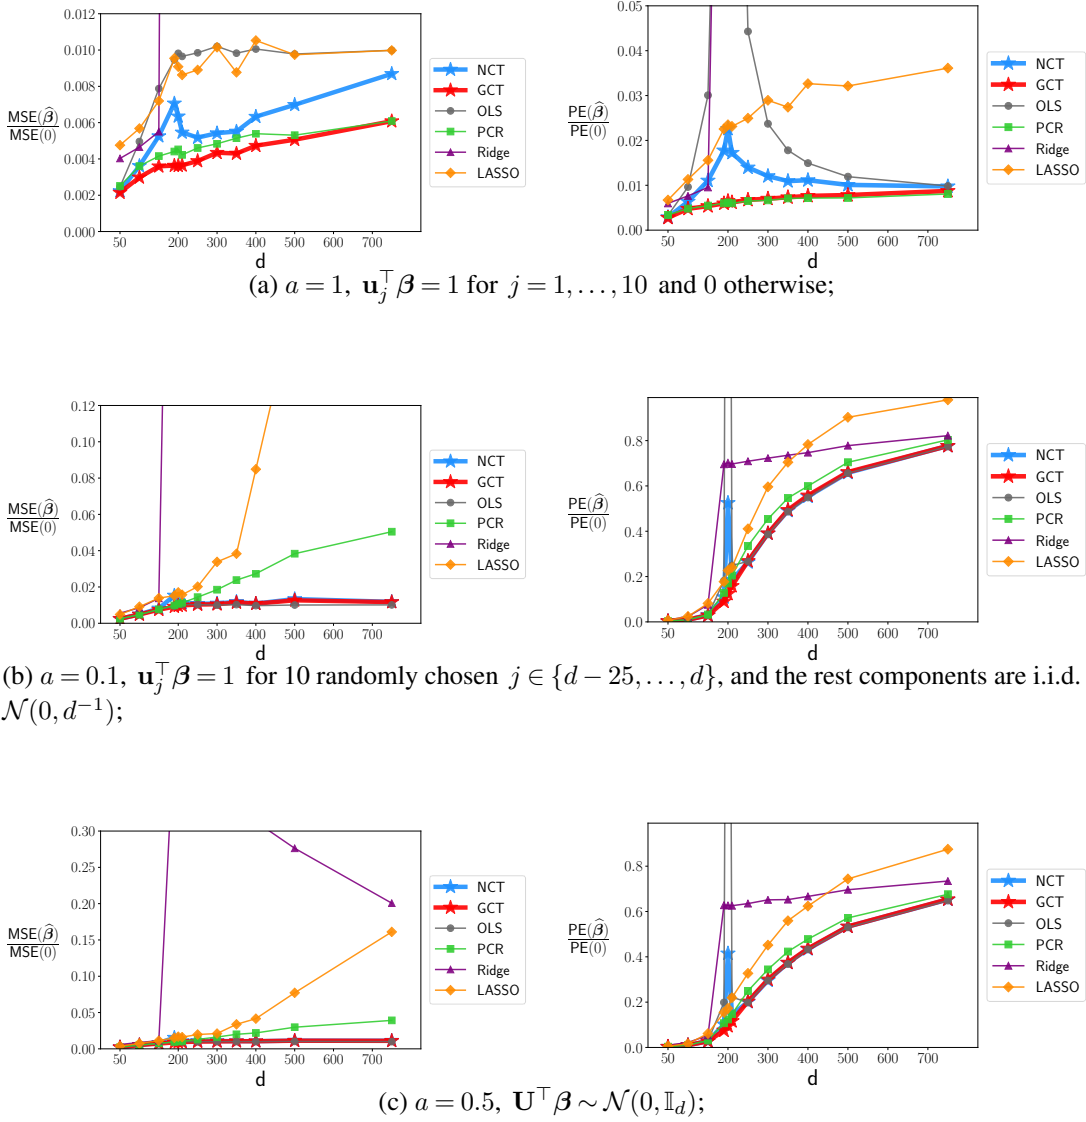 0.012
0.010
0.008
0.006
0.004
0.002
0.000
MSE(β̂)
MSE(0)
50 200 300 400 500 700
d
NCT
GCT
OLS
PCR
Ridge
LASSO
0.05
0.04
0.03
0.02
0.01
0.00
PE(β̂)
PE(0)
50 200 300 400 500 700
d
NCT
GCT
OLS
PCR
Ridge
LASSO
(a) a = 1, u_j^⊤ β = 1 for j = 1, . . . , 10 and 0 otherwise;
0.12
0.10
0.08
0.06
0.04
0.02
0.00
MSE(β̂)
MSE(0)
50 200 300 400 500 700
d
NCT
GCT
OLS
PCR
Ridge
LASSO
0.8
0.6
0.4
0.2
0.0
PE(β̂)
PE(0)
50 200 300 400 500 700
d
NCT
GCT
OLS
PCR
Ridge
LASSO
(b) a = 0.1, u_j^⊤ β = 1 for 10 randomly chosen j ∈ {d − 25, . . . , d}, and the rest components are i.i.d.
𝒩(0, d⁻¹);
0.30
0.25
0.20
0.15
0.10
0.05
0.00
MSE(β̂)
MSE(0)
50 200 300 400 500 700
d
NCT
GCT
OLS
PCR
Ridge
LASSO
0.8
0.6
0.4
0.2
0.0
PE(β̂)
PE(0)
50 200 300 400 500 700
d
NCT
GCT
OLS
PCR
Ridge
LASSO
(c) a = 0.5, U^⊤ β ∼ 𝒩(0, 𝕀_d);